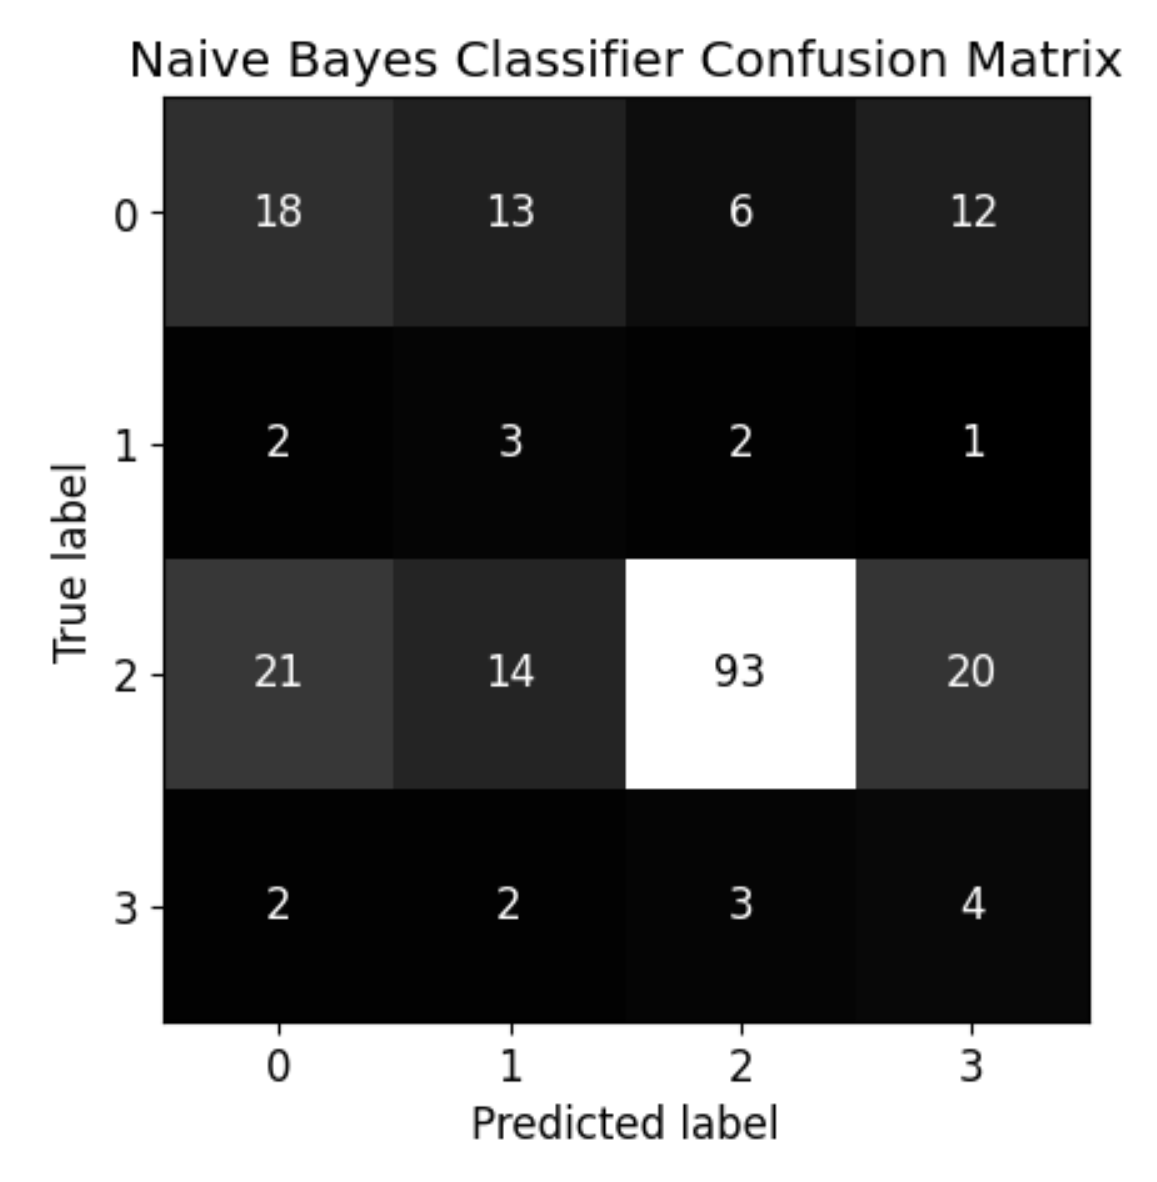 Naive Bayes Classifier Confusion Matrix
0 18 13 6 12
1 2 3 2 1
True label
2 21 14 93 20
3 2 2 3 4
0 1 2 3
Predicted label